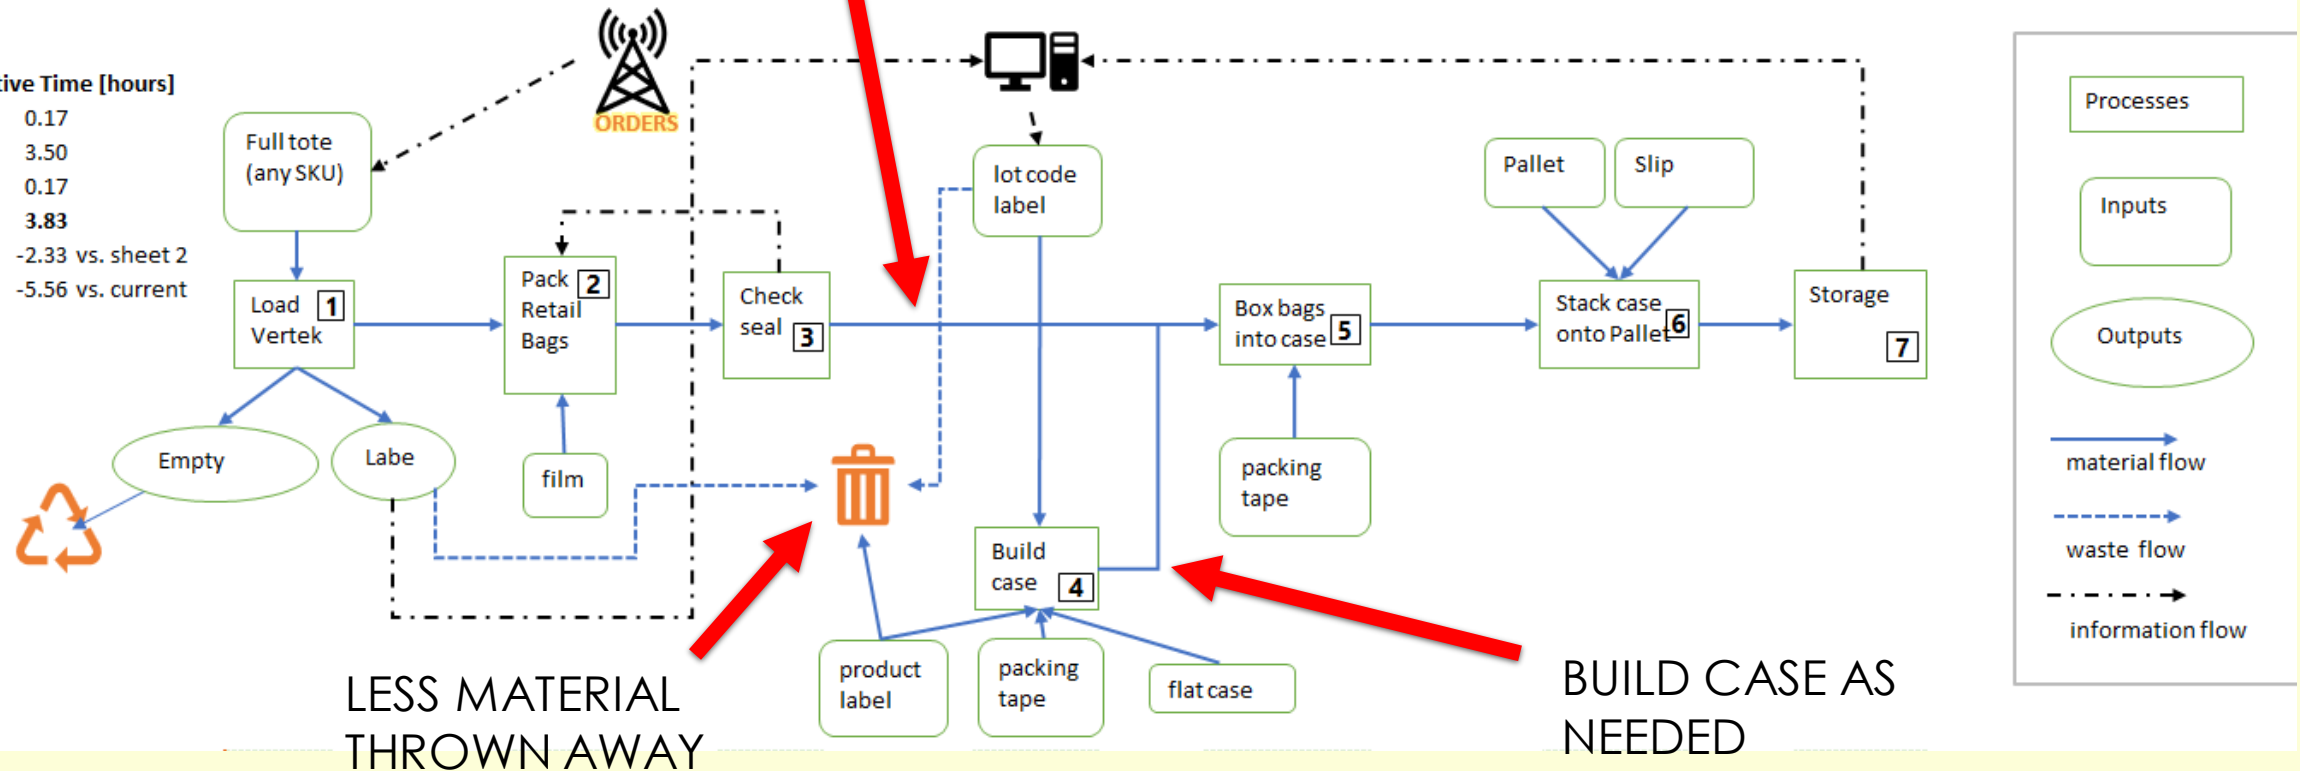 tive Time [hours]
0.17
3.50
0.17
3.83
-2.33 vs. sheet 2
-5.56 vs. current
ORDERS
Full tote
(any SKU)
Load
Vertek
1
Empty
Labe
Pack
Retail
Bags
2
film
Check
seal
3
lot code
label
Build
case
4
product
label
packing
tape
flat case
Box bags
into case
5
packing
tape
Pallet
Slip
Stack case
onto Pallet
6
Storage
7
Processes
Inputs
Outputs
material flow
waste flow
information flow
LESS MATERIAL
THROWN AWAY
BUILD CASE AS
NEEDED